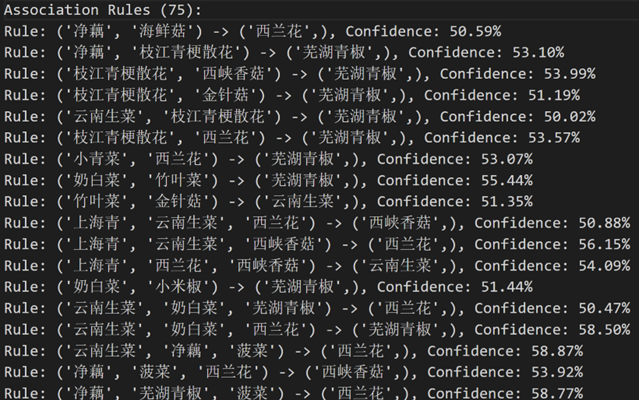 Association Rules (75):
Rule: ('净藕', '海鲜菇') -> ('西兰花',), Confidence: 50.59%
Rule: ('净藕', '枝江青梗散花') -> ('芜湖青椒',), Confidence: 53.10%
Rule: ('枝江青梗散花', '西峡香菇') -> ('芜湖青椒',), Confidence: 53.99%
Rule: ('枝江青梗散花', '金针菇') -> ('芜湖青椒',), Confidence: 51.19%
Rule: ('云南生菜', '枝江青梗散花') -> ('芜湖青椒',), Confidence: 50.02%
Rule: ('枝江青梗散花', '西兰花') -> ('芜湖青椒',), Confidence: 53.57%
Rule: ('小青菜', '西兰花') -> ('芜湖青椒',), Confidence: 53.07%
Rule: ('奶白菜', '竹叶菜') -> ('芜湖青椒',), Confidence: 55.44%
Rule: ('竹叶菜', '金针菇') -> ('云南生菜',), Confidence: 51.35%
Rule: ('上海青', '云南生菜', '西兰花') -> ('西峡香菇',), Confidence: 50.88%
Rule: ('上海青', '云南生菜', '西峡香菇') -> ('西兰花',), Confidence: 56.15%
Rule: ('上海青', '西兰花', '西峡香菇') -> ('云南生菜',), Confidence: 54.09%
Rule: ('奶白菜', '小米椒') -> ('芜湖青椒',), Confidence: 51.44%
Rule: ('云南生菜', '奶白菜', '芜湖青椒') -> ('西兰花',), Confidence: 50.47%
Rule: ('云南生菜', '奶白菜', '西兰花') -> ('芜湖青椒',), Confidence: 58.50%
Rule: ('云南生菜', '净藕', '菠菜') -> ('西兰花',), Confidence: 58.87%
Rule: ('净藕', '菠菜', '西兰花') -> ('西峡香菇',), Confidence: 53.92%
Rule: ('净藕', '芜湖青椒', '菠菜') -> ('西兰花',), Confidence: 58.77%